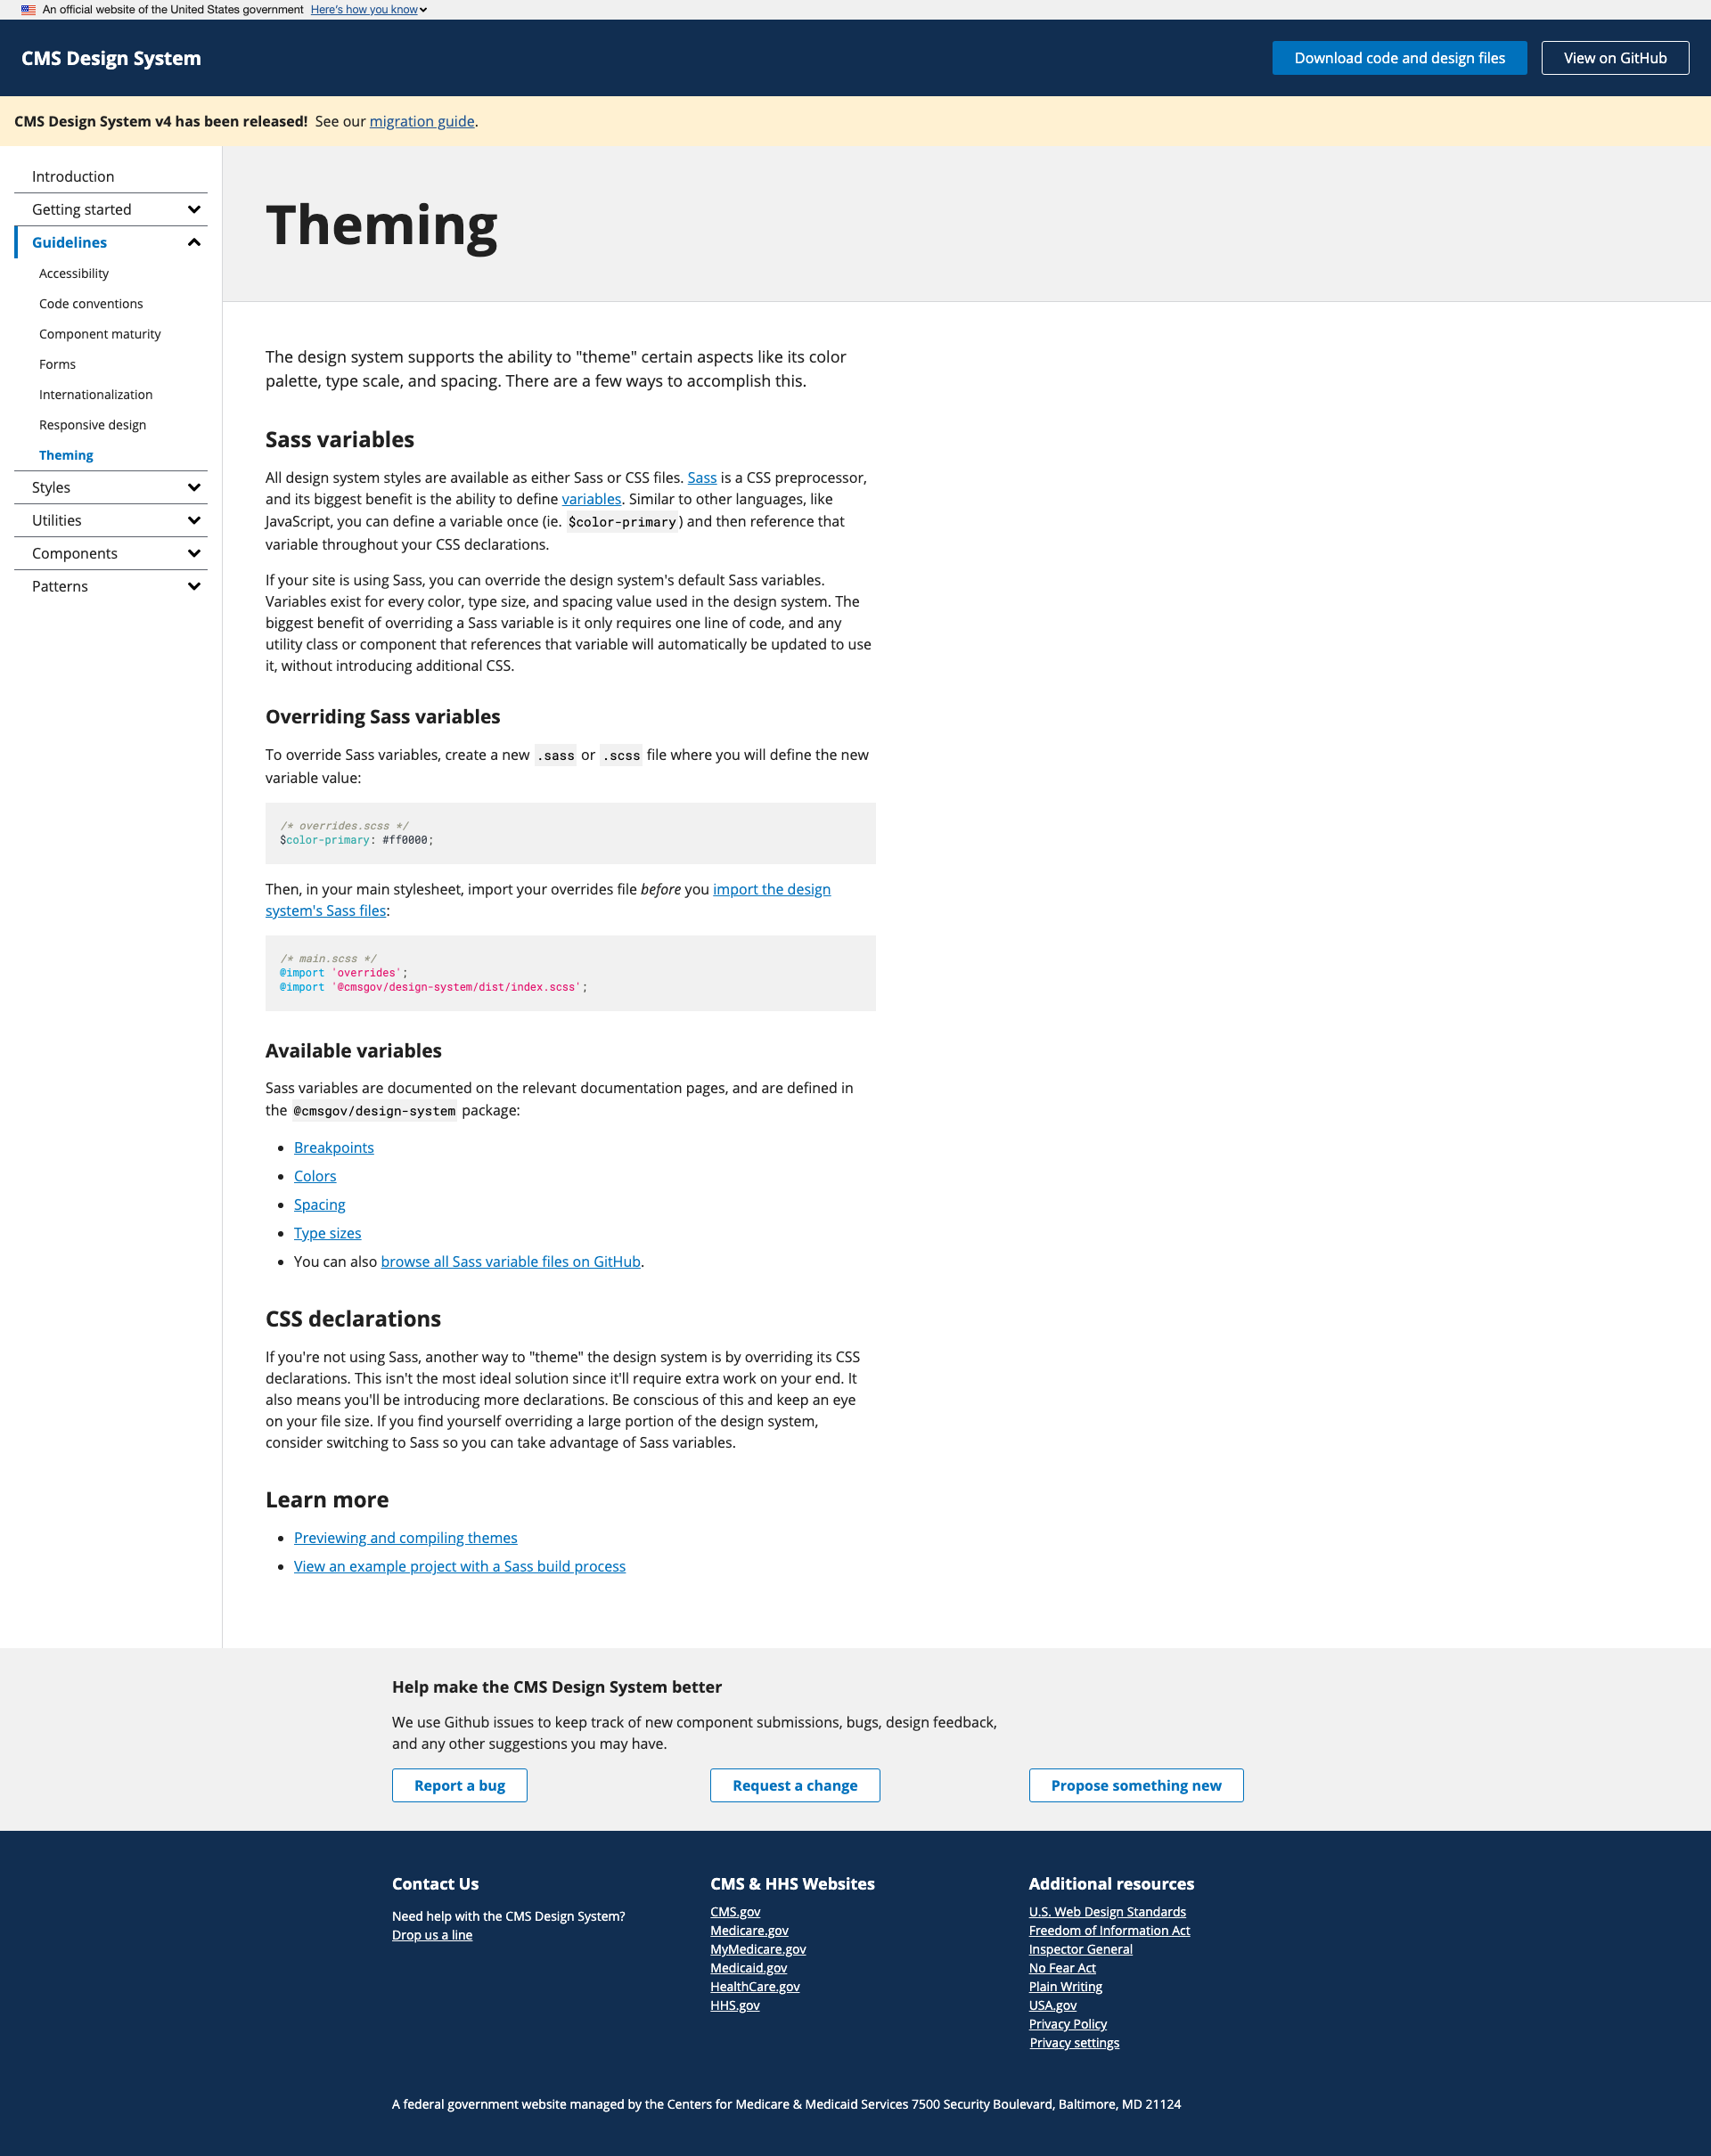 An official website of the United States government Here's how you know
CMS Design System
Download code and design files
View on GitHub
CMS Design System v4 has been released! See our migration guide.
Introduction
Getting started
Guidelines
Accessibility
Code conventions
Component maturity
Forms
Internationalization
Responsive design
Theming
Styles
Utilities
Components
Patterns
Theming
The design system supports the ability to "theme" certain aspects like its color
palette, type scale, and spacing. There are a few ways to accomplish this.
Sass variables
All design system styles are available as either Sass or CSS files. Sass is a CSS preprocessor,
and its biggest benefit is the ability to define variables. Similar to other languages, like
JavaScript, you can define a variable once (ie. $color-primary) and then reference that
variable throughout your CSS declarations.
If your site is using Sass, you can override the design system's default Sass variables.
Variables exist for every color, type size, and spacing value used in the design system. The
biggest benefit of overriding a Sass variable is it only requires one line of code, and any
utility class or component that references that variable will automatically be updated to use
it, without introducing additional CSS.
Overriding Sass variables
To override Sass variables, create a new .sass or .scss file where you will define the new
variable value:
/* overrides.scss */
$color-primary: #ff0000;
Then, in your main stylesheet, import your overrides file before you import the design
system's Sass files:
/* main.scss */
@import 'overrides';
@import '@cmsgov/design-system/dist/index.scss';
Available variables
Sass variables are documented on the relevant documentation pages, and are defined in
the @cmsgov/design-system package:
• Breakpoints
• Colors
• Spacing
• Type sizes
• You can also browse all Sass variable files on GitHub.
CSS declarations
If you're not using Sass, another way to "theme" the design system is by overriding its CSS
declarations. This isn't the most ideal solution since it'll require extra work on your end. It
also means you'll be introducing more declarations. Be conscious of this and keep an eye
on your file size. If you find yourself overriding a large portion of the design system,
consider switching to Sass so you can take advantage of Sass variables.
Learn more
• Previewing and compiling themes
• View an example project with a Sass build process
Help make the CMS Design System better
We use Github issues to keep track of new component submissions, bugs, design feedback,
and any other suggestions you may have.
Report a bug
Request a change
Propose something new
Contact Us
Need help with the CMS Design System?
Drop us a line
CMS & HHS Websites
CMS.gov
Medicare.gov
MyMedicare.gov
Medicaid.gov
HealthCare.gov
HHS.gov
Additional resources
U.S. Web Design Standards
Freedom of Information Act
Inspector General
No Fear Act
Plain Writing
USA.gov
Privacy Policy
Privacy settings
A federal government website managed by the Centers for Medicare & Medicaid Services 7500 Security Boulevard, Baltimore, MD 21124